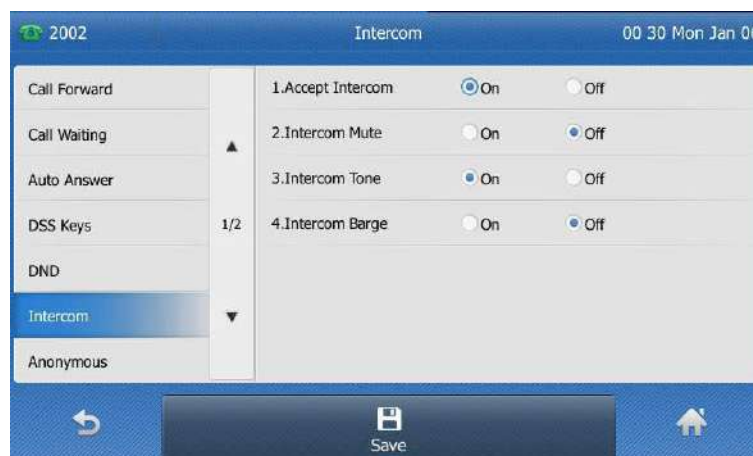 2002 Intercom 00 30 Mon Jan 0
Call Forward
Call Waiting
Auto Answer
DSS Keys
DND
Intercom
Anonymous
1/2
1.Accept Intercom On Off
2.Intercom Mute On Off
3.Intercom Tone On Off
4.Intercom Barge On Off
Save